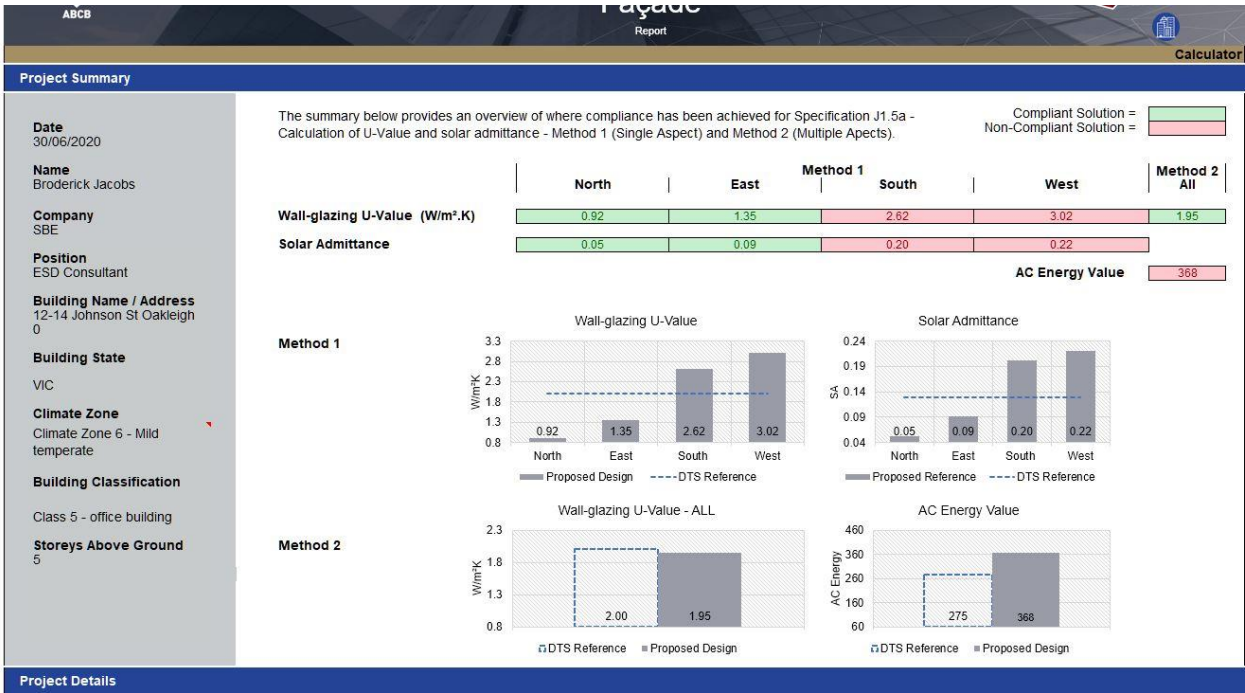 ABCB
Façade
Report
Calculator
Project Summary
Date
30/06/2020
Name
Broderick Jacobs
Company
SBE
Position
ESD Consultant
Building Name / Address
12-14 Johnson St Oakleigh
0
Building State
VIC
Climate Zone
Climate Zone 6 - Mild
temperate
Building Classification
Class 5 - office building
Storeys Above Ground
5
The summary below provides an overview of where compliance has been achieved for Specification J1.5a -
Calculation of U-Value and solar admittance - Method 1 (Single Aspect) and Method 2 (Multiple Apects).
Compliant Solution =
Non-Compliant Solution =
Method 1 Method 2
North East South West All
Wall-glazing U-Value (W/m².K) 0.92 1.35 2.62 3.02 1.95
Solar Admittance 0.05 0.09 0.20 0.22
AC Energy Value 368
Method 1
Wall-glazing U-Value
W/m²K
3.3
2.8
2.3
1.8
1.3
0.8
0.92 1.35 2.62 3.02
North East South West
Proposed Design DTS Reference
Solar Admittance
SA
0.24
0.19
0.14
0.09
0.04
0.05 0.09 0.20 0.22
North East South West
Proposed Reference DTS Reference
Method 2
Wall-glazing U-Value - ALL
W/m²K
2.3
1.8
1.3
0.8
2.00 1.95
DTS Reference Proposed Design
AC Energy Value
AC Energy
460
360
260
160
60
275 368
DTS Reference Proposed Design
Project Details